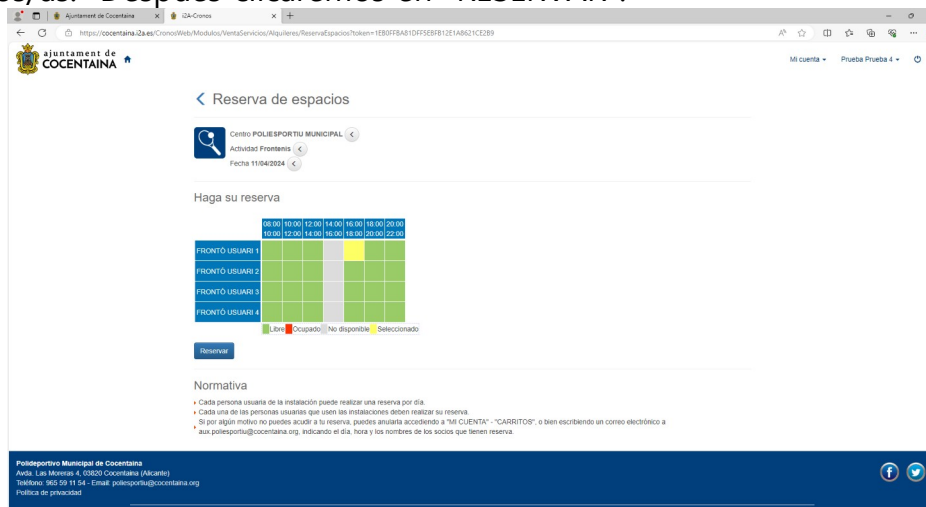 Ajuntament de Cocentaina
i2A-Cronos
https://cocentaina.i2a.es/CronosWeb/Modulos/VentaServicios/Alquileres/ReservaEspacios?token=1EB0FFBA81DFF5EBFB12E1A8621CE2B9
ajuntament de
COCENTAINA
Mi cuenta
Prueba Prueba 4
Reserva de espacios
Centro POLIESPORTIU MUNICIPAL
Actividad Frontenis
Fecha 11/04/2024
Haga su reserva
08:00 10:00 12:00 14:00 16:00 18:00 20:00
10:00 12:00 14:00 16:00 18:00 20:00 22:00
FRONTÓ USUARI 1
FRONTÓ USUARI 2
FRONTÓ USUARI 3
FRONTÓ USUARI 4
Libre Ocupado No disponible Seleccionado
Reservar
Normativa
Cada persona usuaria de la instalación puede realizar una reserva por día.
Cada una de las personas usuarias que usen las instalaciones deben realizar su reserva.
Si por algún motivo no puedes acudir a tu reserva, puedes anularla accediendo a "MI CUENTA" - "CARRITOS", o bien escribiendo un correo electrónico a
aux.poliesportiu@cocentaina.org, indicando el día, hora y los nombres de los socios que tienen reserva.
Polideportivo Municipal de Cocentaina
Avda. Las Moreras 4, 03820 Cocentaina (Alicante)
Teléfono: 965 59 11 54 - Email: poliesportiu@cocentaina.org
Política de privacidad